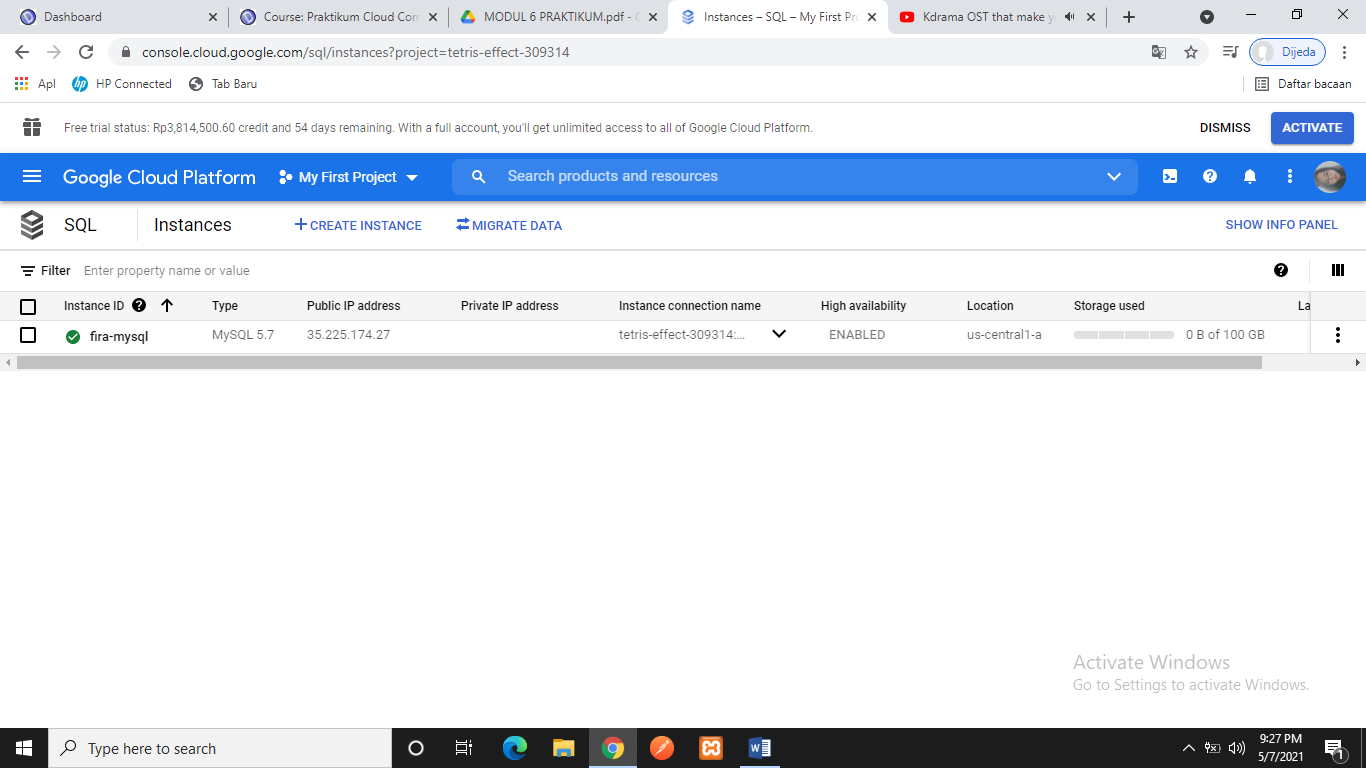 Dashboard Course: Praktikum Cloud Com MODUL 6 PRAKTIKUM.pdf - G Instances – SQL – My First Pro Kdrama OST that make y
console.cloud.google.com/sql/instances?project=tetris-effect-309314 Dijeda
Apl HP Connected Tab Baru Daftar bacaan
Free trial status: Rp3,814,500.60 credit and 54 days remaining. With a full account, you'll get unlimited access to all of Google Cloud Platform. DISMISS ACTIVATE
Google Cloud Platform My First Project Search products and resources
SQL Instances + CREATE INSTANCE MIGRATE DATA SHOW INFO PANEL
Filter Enter property name or value
Instance ID Type Public IP address Private IP address Instance connection name High availability Location Storage used La
fira-mysql MySQL 5.7 35.225.174.27 tetris-effect-309314:... ENABLED us-central1-a 0 B of 100 GB
Activate Windows
Go to Settings to activate Windows.
Type here to search 9:27 PM
5/7/2021 1